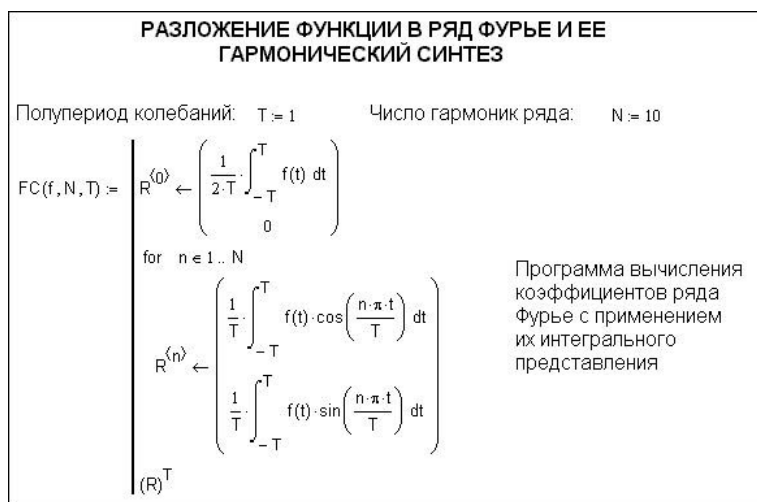 РАЗЛОЖЕНИЕ ФУНКЦИИ В РЯД ФУРЬЕ И ЕЕ
ГАРМОНИЧЕСКИЙ СИНТЕЗ
Полупериод колебаний: T := 1 Число гармоник ряда: N := 10
FC(f,N,T) := | R^⟨0⟩ ← ( 1/(2·T) · ∫_{-T}^{T} f(t) dt
0 )
for n ∈ 1 .. N
R^⟨n⟩ ← ( 1/T · ∫_{-T}^{T} f(t)·cos(n·π·t/T) dt
1/T · ∫_{-T}^{T} f(t)·sin(n·π·t/T) dt )
(R)^T
Программа вычисления
коэффициентов ряда
Фурье с применением
их интегрального
представления